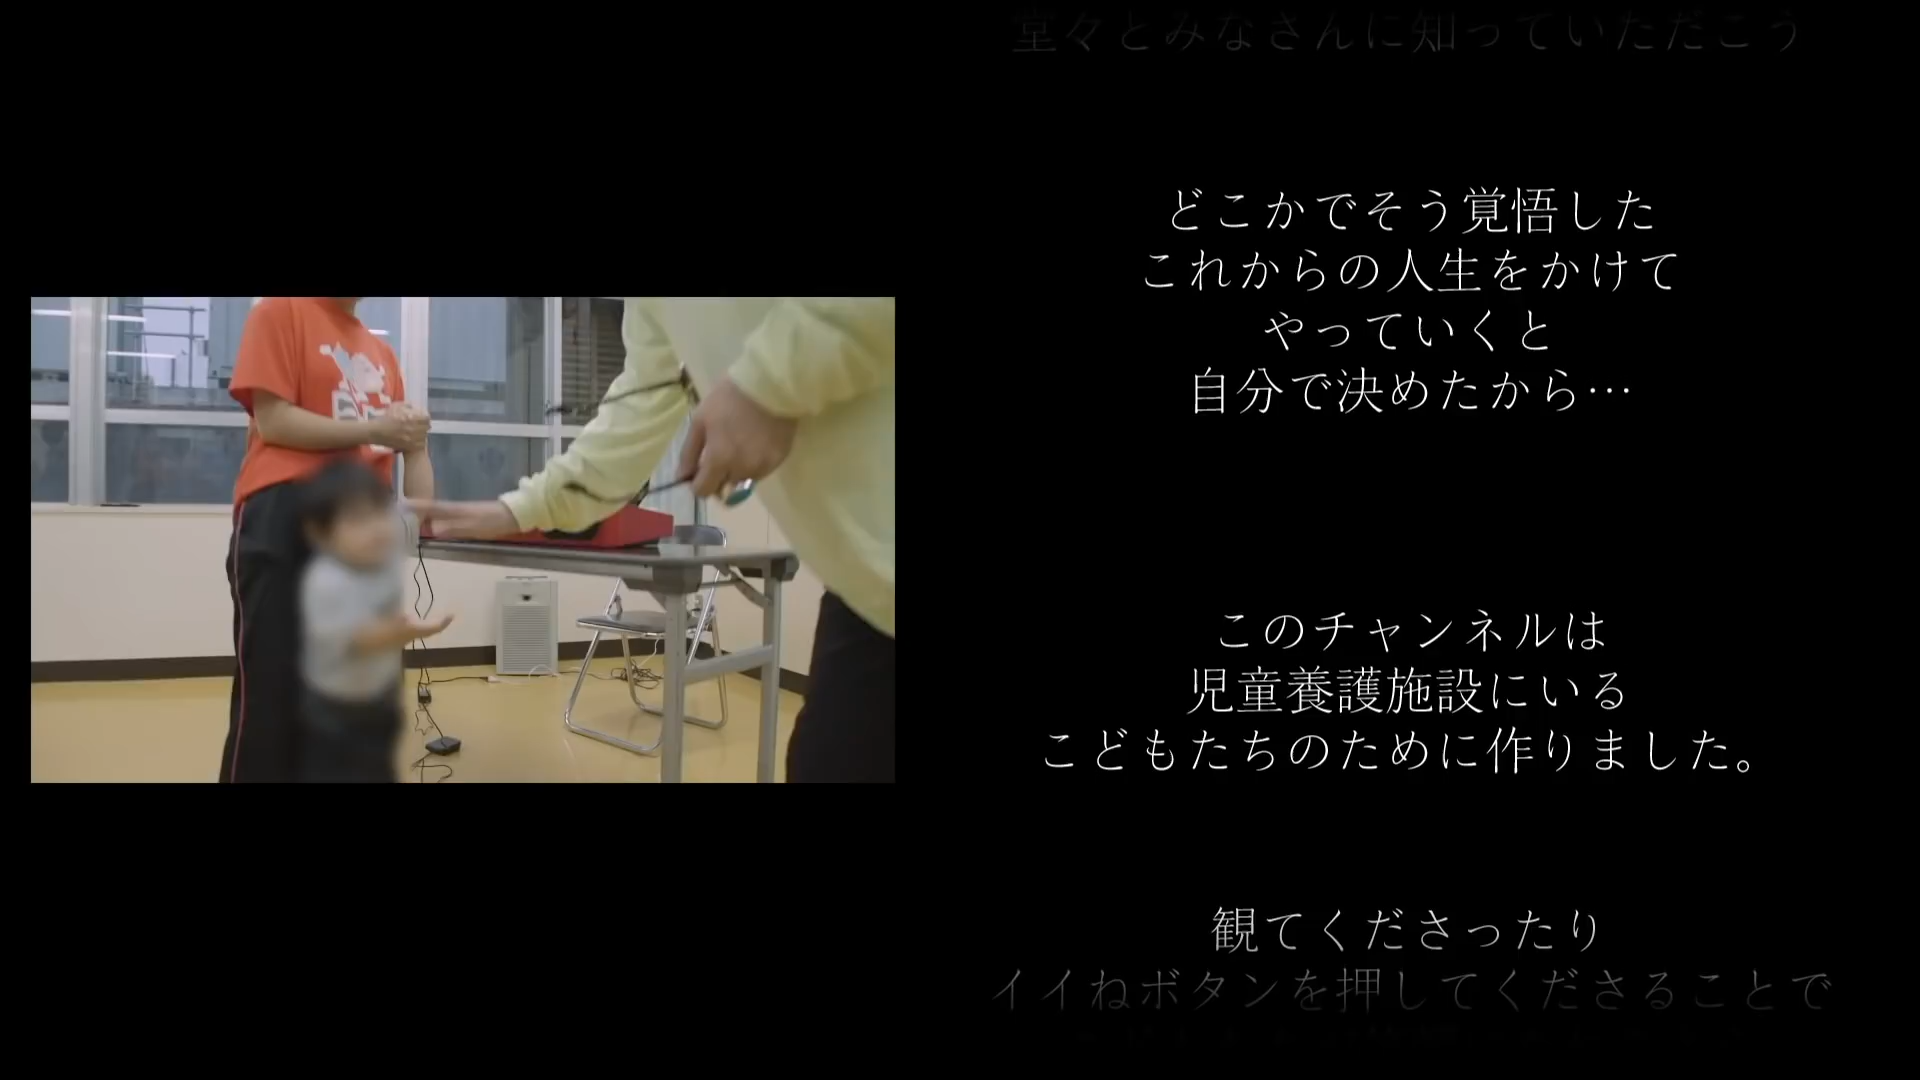 堂々とみなさんに知っていただこう
どこかでそう覚悟した
これからの人生をかけて
やっていくと
自分で決めたから…
このチャンネルは
児童養護施設にいる
こどもたちのために作りました。
観てくださったり
イイねボタンを押してくださることで